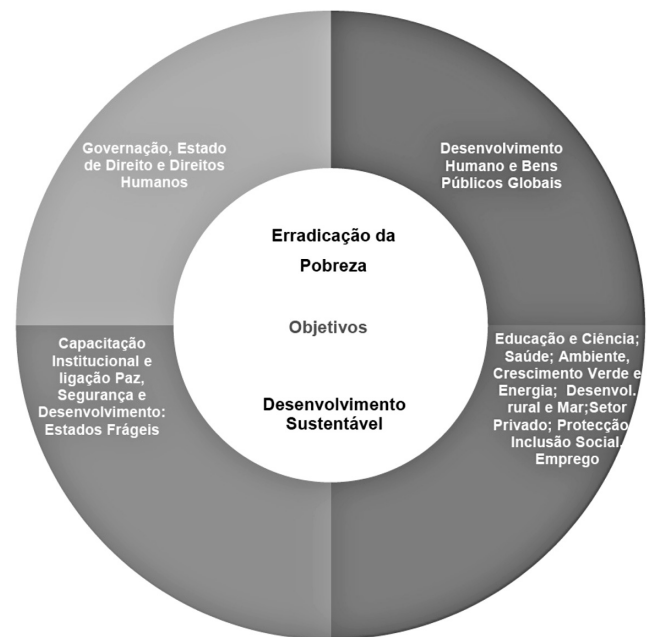 Governação, Estado
de Direito e Direitos
Humanos
Desenvolvimento
Humano e Bens
Públicos Globais
Erradicação da
Pobreza
Objetivos
Desenvolvimento
Sustentável
Capacitação
Institucional e
ligação Paz,
Segurança e
Desenvolvimento:
Estados Frágeis
Educação e Ciência;
Saúde; Ambiente,
Crescimento Verde e
Energia; Desenvol.
rural e Mar;Setor
Privado; Protecção,
Inclusão Social,
Emprego